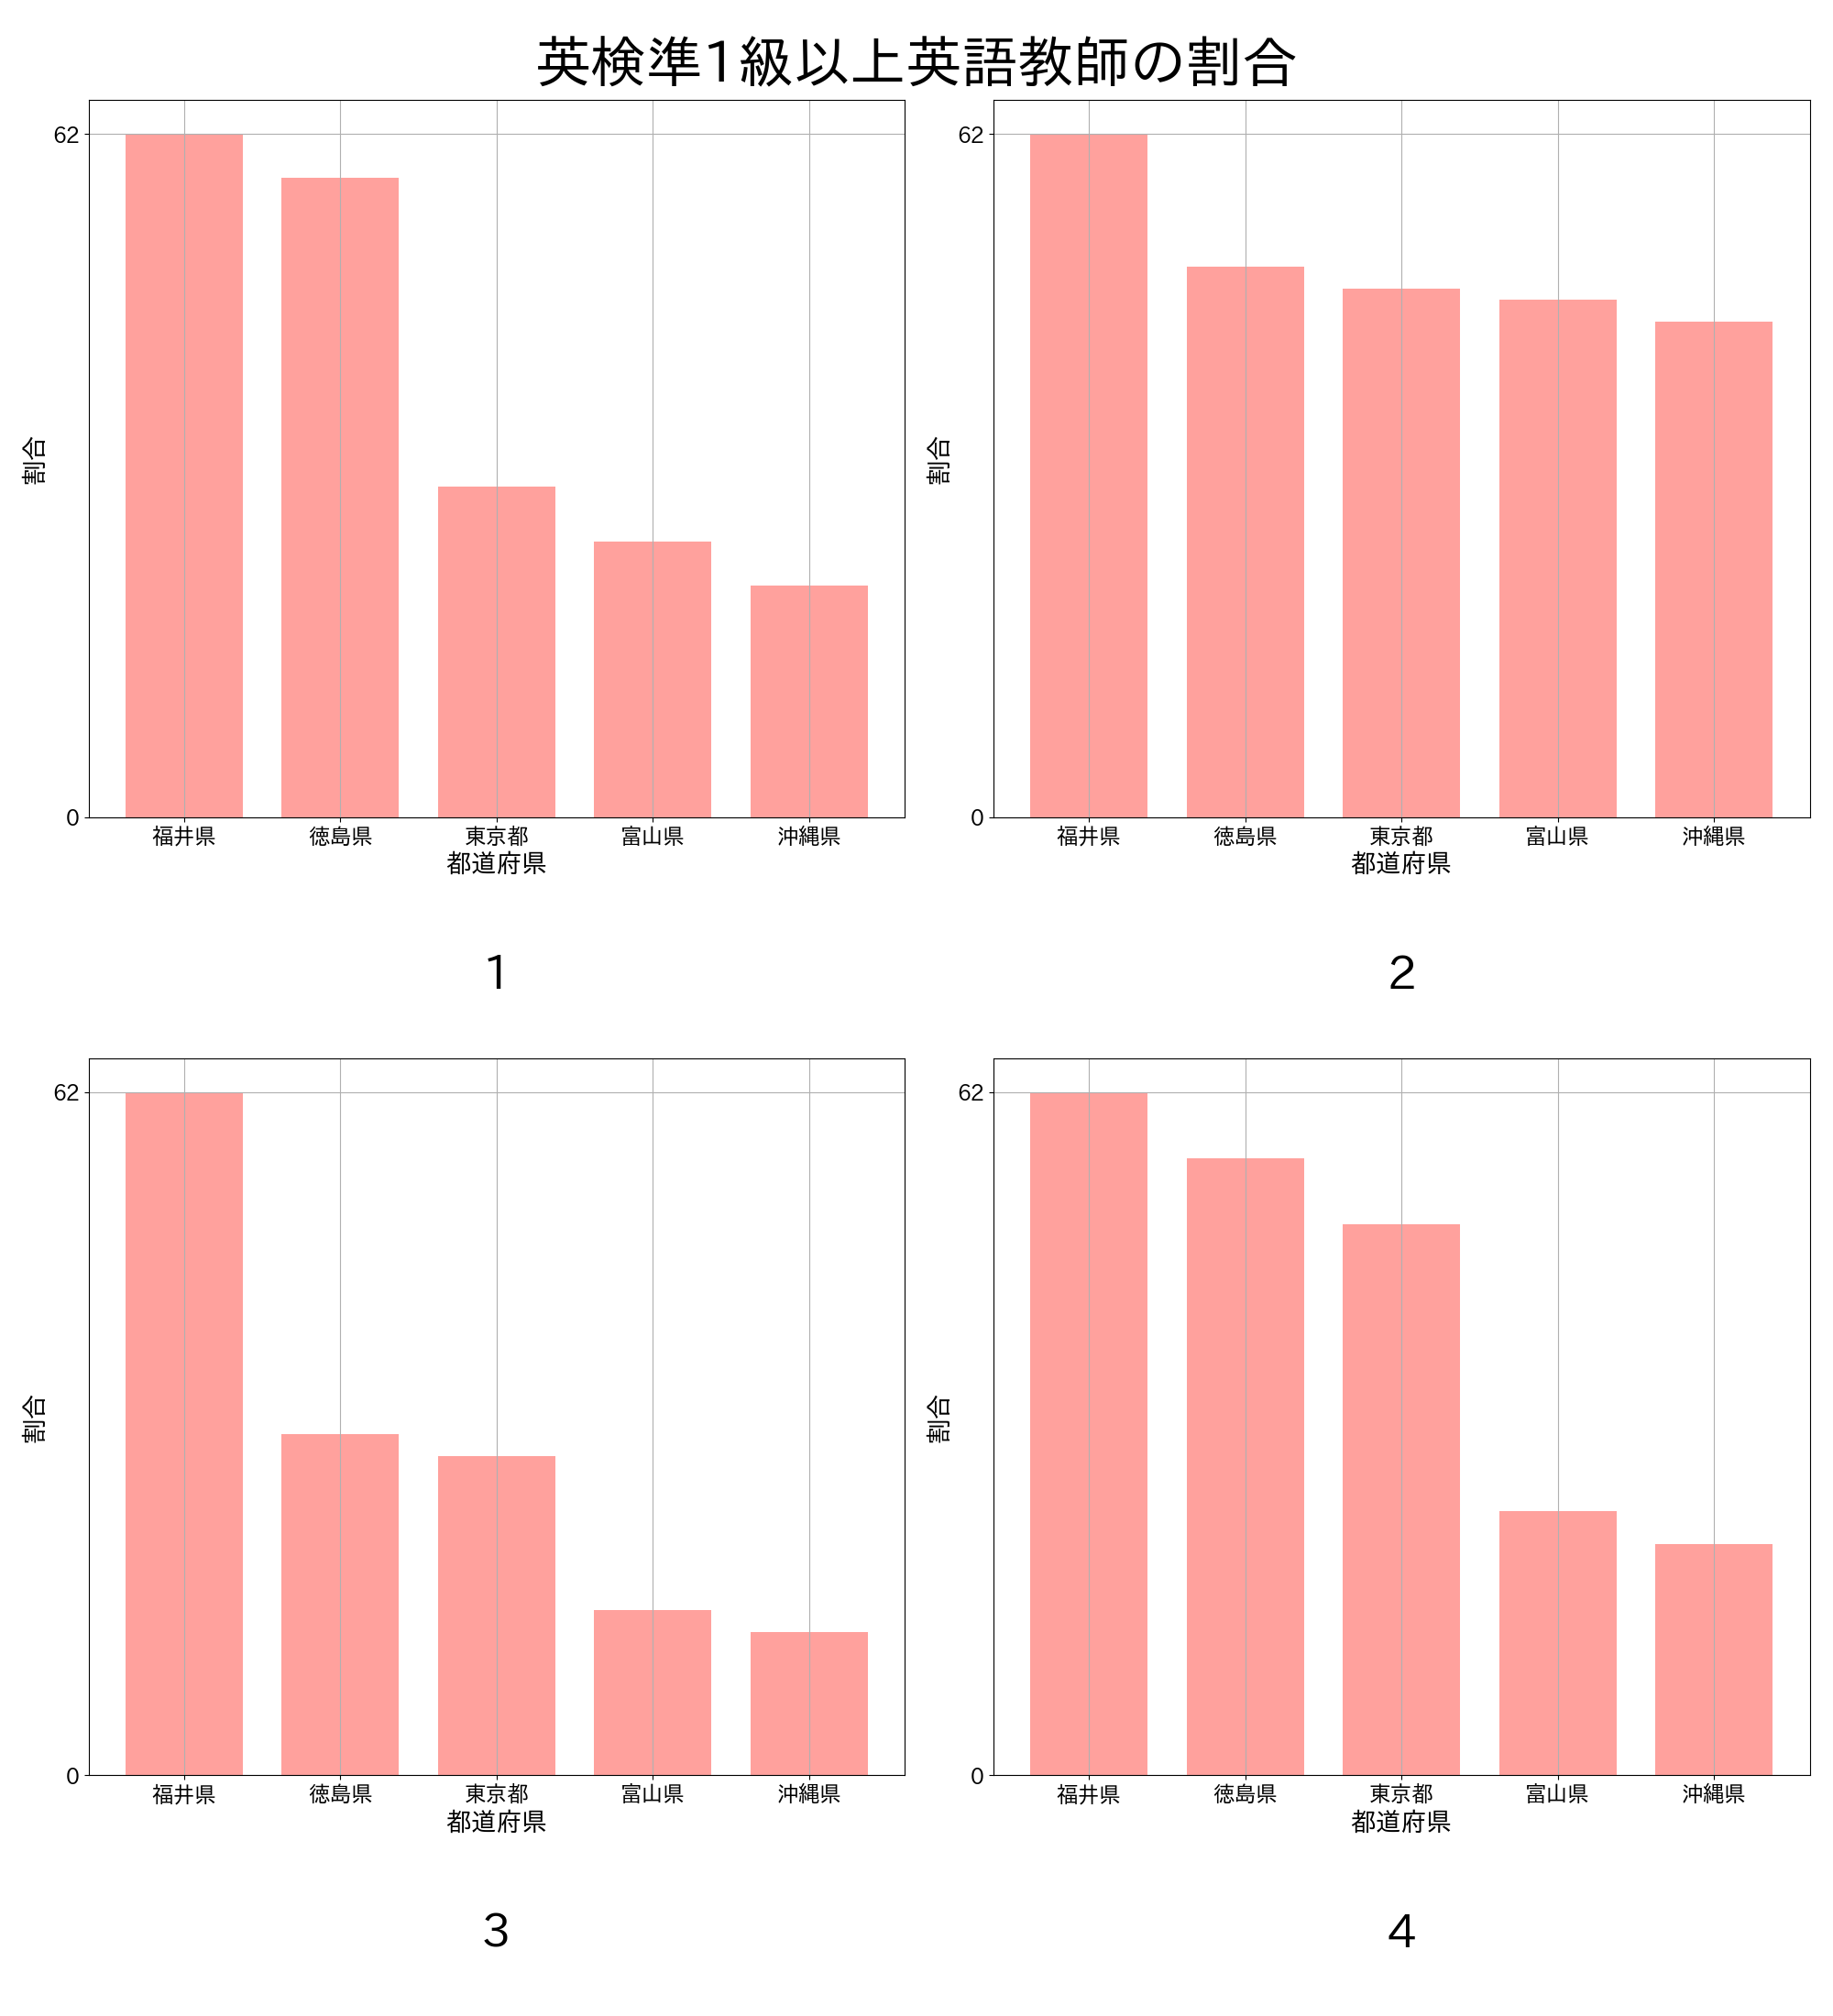 英検準1級以上英語教師の割合
62
0
割合
福井県 徳島県 東京都 富山県 沖縄県
都道府県
1
62
0
割合
福井県 徳島県 東京都 富山県 沖縄県
都道府県
2
62
0
割合
福井県 徳島県 東京都 富山県 沖縄県
都道府県
3
62
0
割合
福井県 徳島県 東京都 富山県 沖縄県
都道府県
4